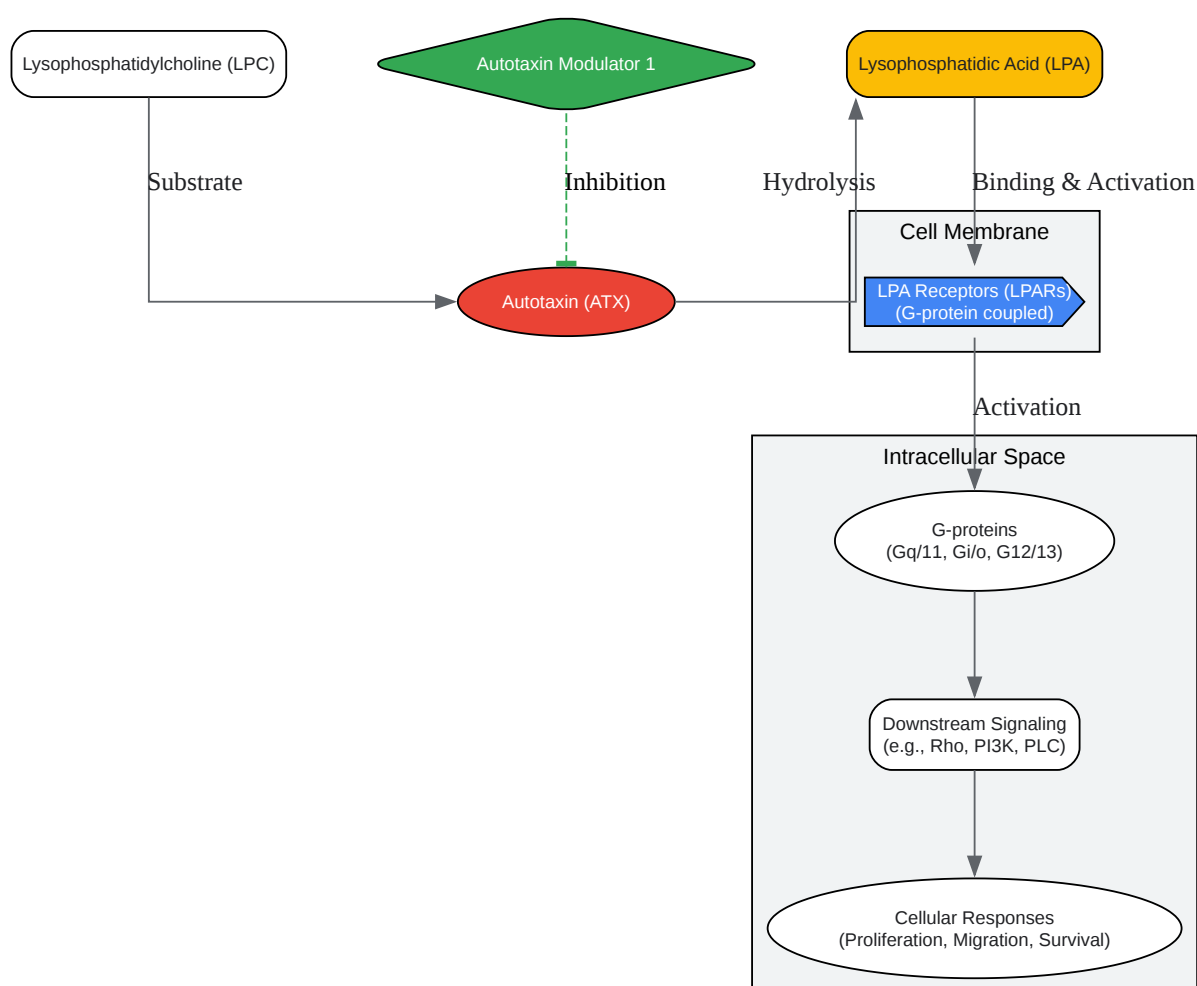 Lysophosphatidylcholine (LPC)
Autotaxin Modulator 1
Lysophosphatidic Acid (LPA)
Substrate
Inhibition
Hydrolysis
Binding & Activation
Cell Membrane
LPA Receptors (LPARs)
(G-protein coupled)
Autotaxin (ATX)
Activation
Intracellular Space
G-proteins
(Gq/11, Gi/o, G12/13)
Downstream Signaling
(e.g., Rho, PI3K, PLC)
Cellular Responses
(Proliferation, Migration, Survival)